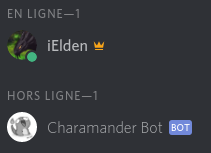 EN LIGNE—1
iElden
HORS LIGNE—1
Charamander Bot BOT